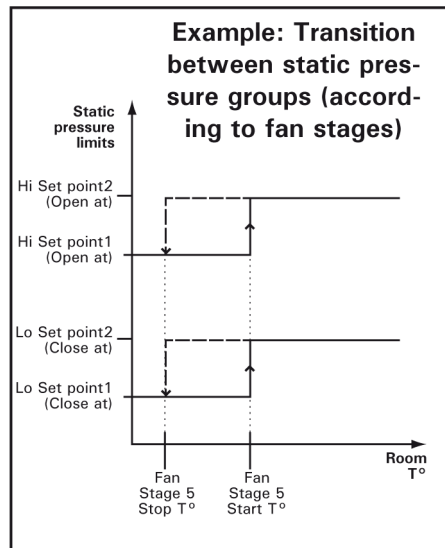 Example: Transition
between static pres-
sure groups (accord-
ing to fan stages)
Static
pressure
limits
Hi Set point2
(Open at)
Hi Set point1
(Open at)
Lo Set point2
(Close at)
Lo Set point1
(Close at)
Room
T°
Fan
Stage 5
Stop T°
Fan
Stage 5
Start T°